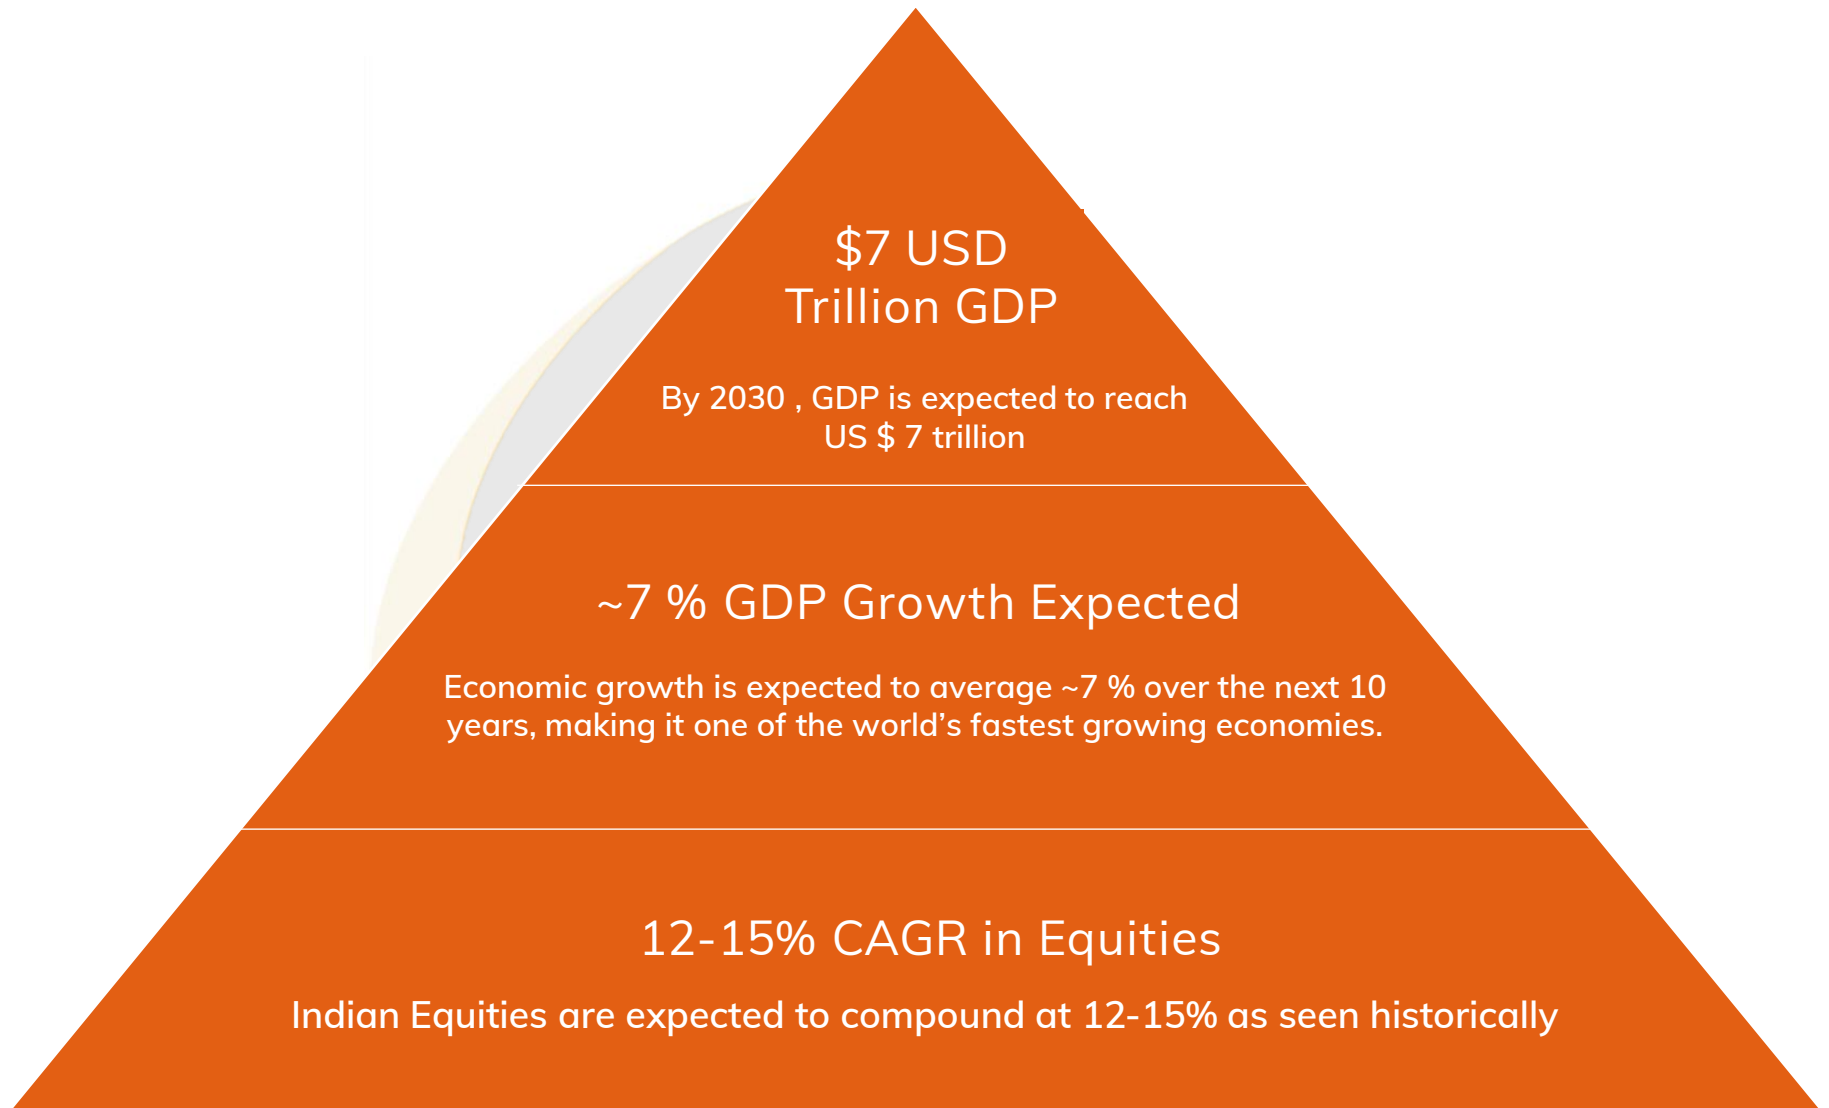 $7 USD
Trillion GDP
By 2030 , GDP is expected to reach
US $ 7 trillion
~7 % GDP Growth Expected
Economic growth is expected to average ~7 % over the next 10
years, making it one of the world’s fastest growing economies.
12-15% CAGR in Equities
Indian Equities are expected to compound at 12-15% as seen historically